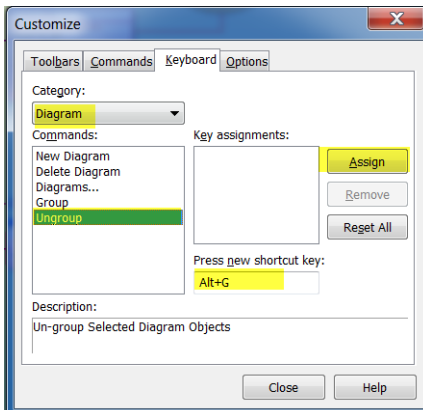 Customize
X
Toolbars Commands Keyboard Options
Category:
Diagram
Commands:
Key assignments:
New Diagram
Delete Diagram
Diagrams...
Group
Ungroup
Assign
Remove
Reset All
Press new shortcut key:
Alt+G
Description:
Un-group Selected Diagram Objects
Close
Help